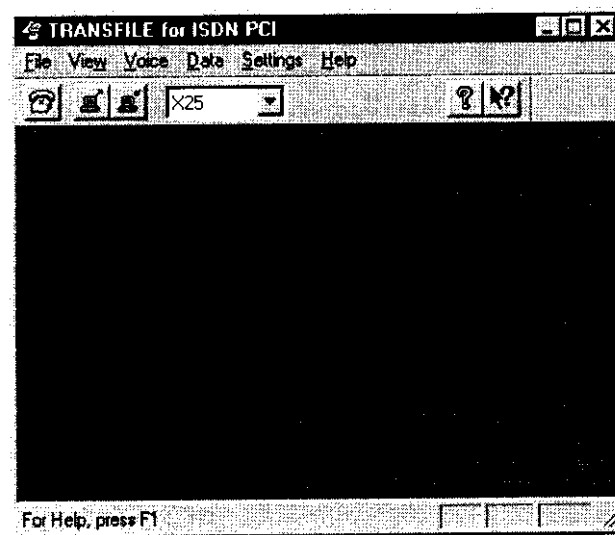 TRANSFILE for ISDN PCI
File View Voice Data Settings Help
X25
For Help, press F1